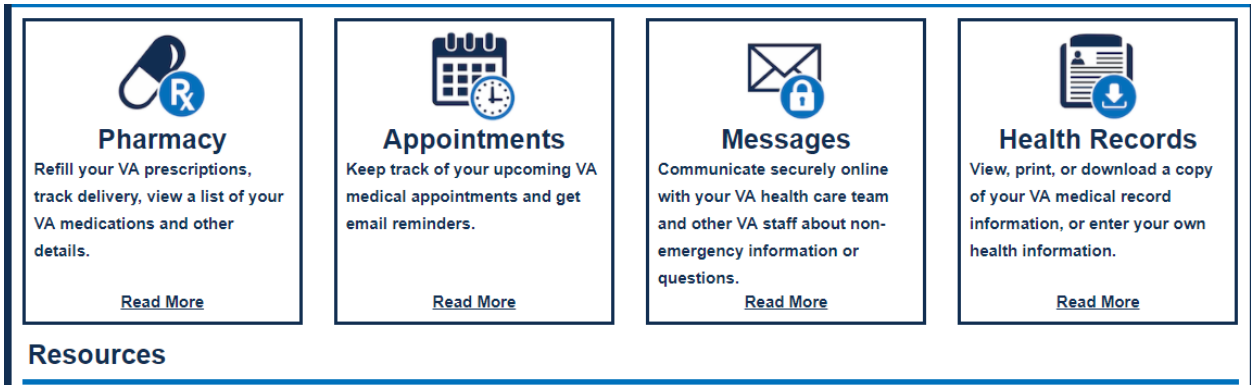 Rx
Pharmacy
Refill your VA prescriptions,
track delivery, view a list of your
VA medications and other
details.
Read More
Appointments
Keep track of your upcoming VA
medical appointments and get
email reminders.
Read More
Messages
Communicate securely online
with your VA health care team
and other VA staff about non-
emergency information or
questions.
Read More
Health Records
View, print, or download a copy
of your VA medical record
information, or enter your own
health information.
Read More
Resources